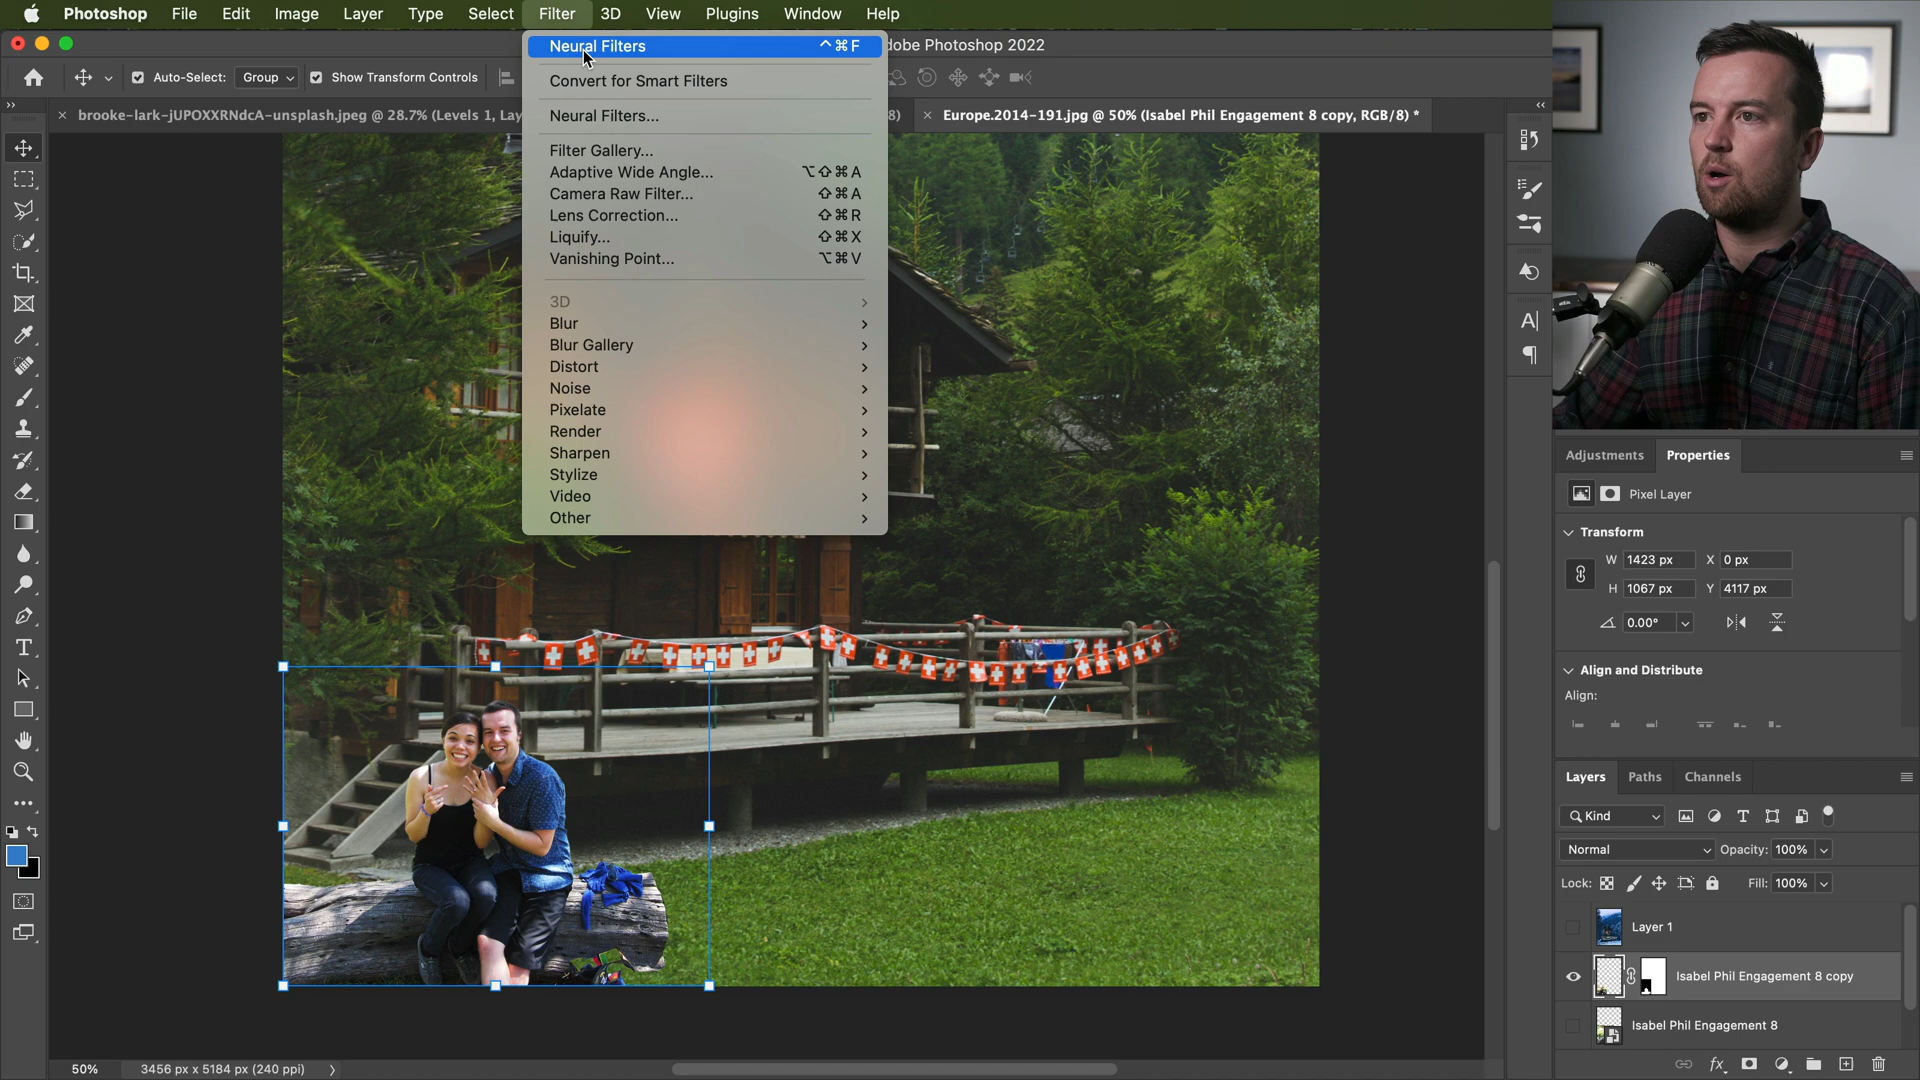 Photoshop File Edit Image Layer Type Select Filter 3D View Plugins Window Help
dobe Photoshop 2022
Auto-Select: Group Show Transform Controls
brooke-lark-jUPOXXRNdcA-unsplash.jpeg @ 28.7% (Levels 1, Lay 8) Europe.2014-191.jpg @ 50% (Isabel Phil Engagement 8 copy, RGB/8) *
Neural Filters ^⌘F
Convert for Smart Filters
Neural Filters...
Filter Gallery...
Adaptive Wide Angle... ⌥⇧⌘A
Camera Raw Filter... ⇧⌘A
Lens Correction... ⇧⌘R
Liquify... ⇧⌘X
Vanishing Point... ⌥⌘V
3D
Blur
Blur Gallery
Distort
Noise
Pixelate
Render
Sharpen
Stylize
Video
Other
Adjustments Properties
Pixel Layer
Transform
W 1423 px X 0 px
H 1067 px Y 4117 px
0.00°
Align and Distribute
Align:
Layers Paths Channels
Kind
Normal Opacity: 100%
Lock: Fill: 100%
Layer 1
Isabel Phil Engagement 8 copy
Isabel Phil Engagement 8
fx
50% 3456 px x 5184 px (240 ppi)